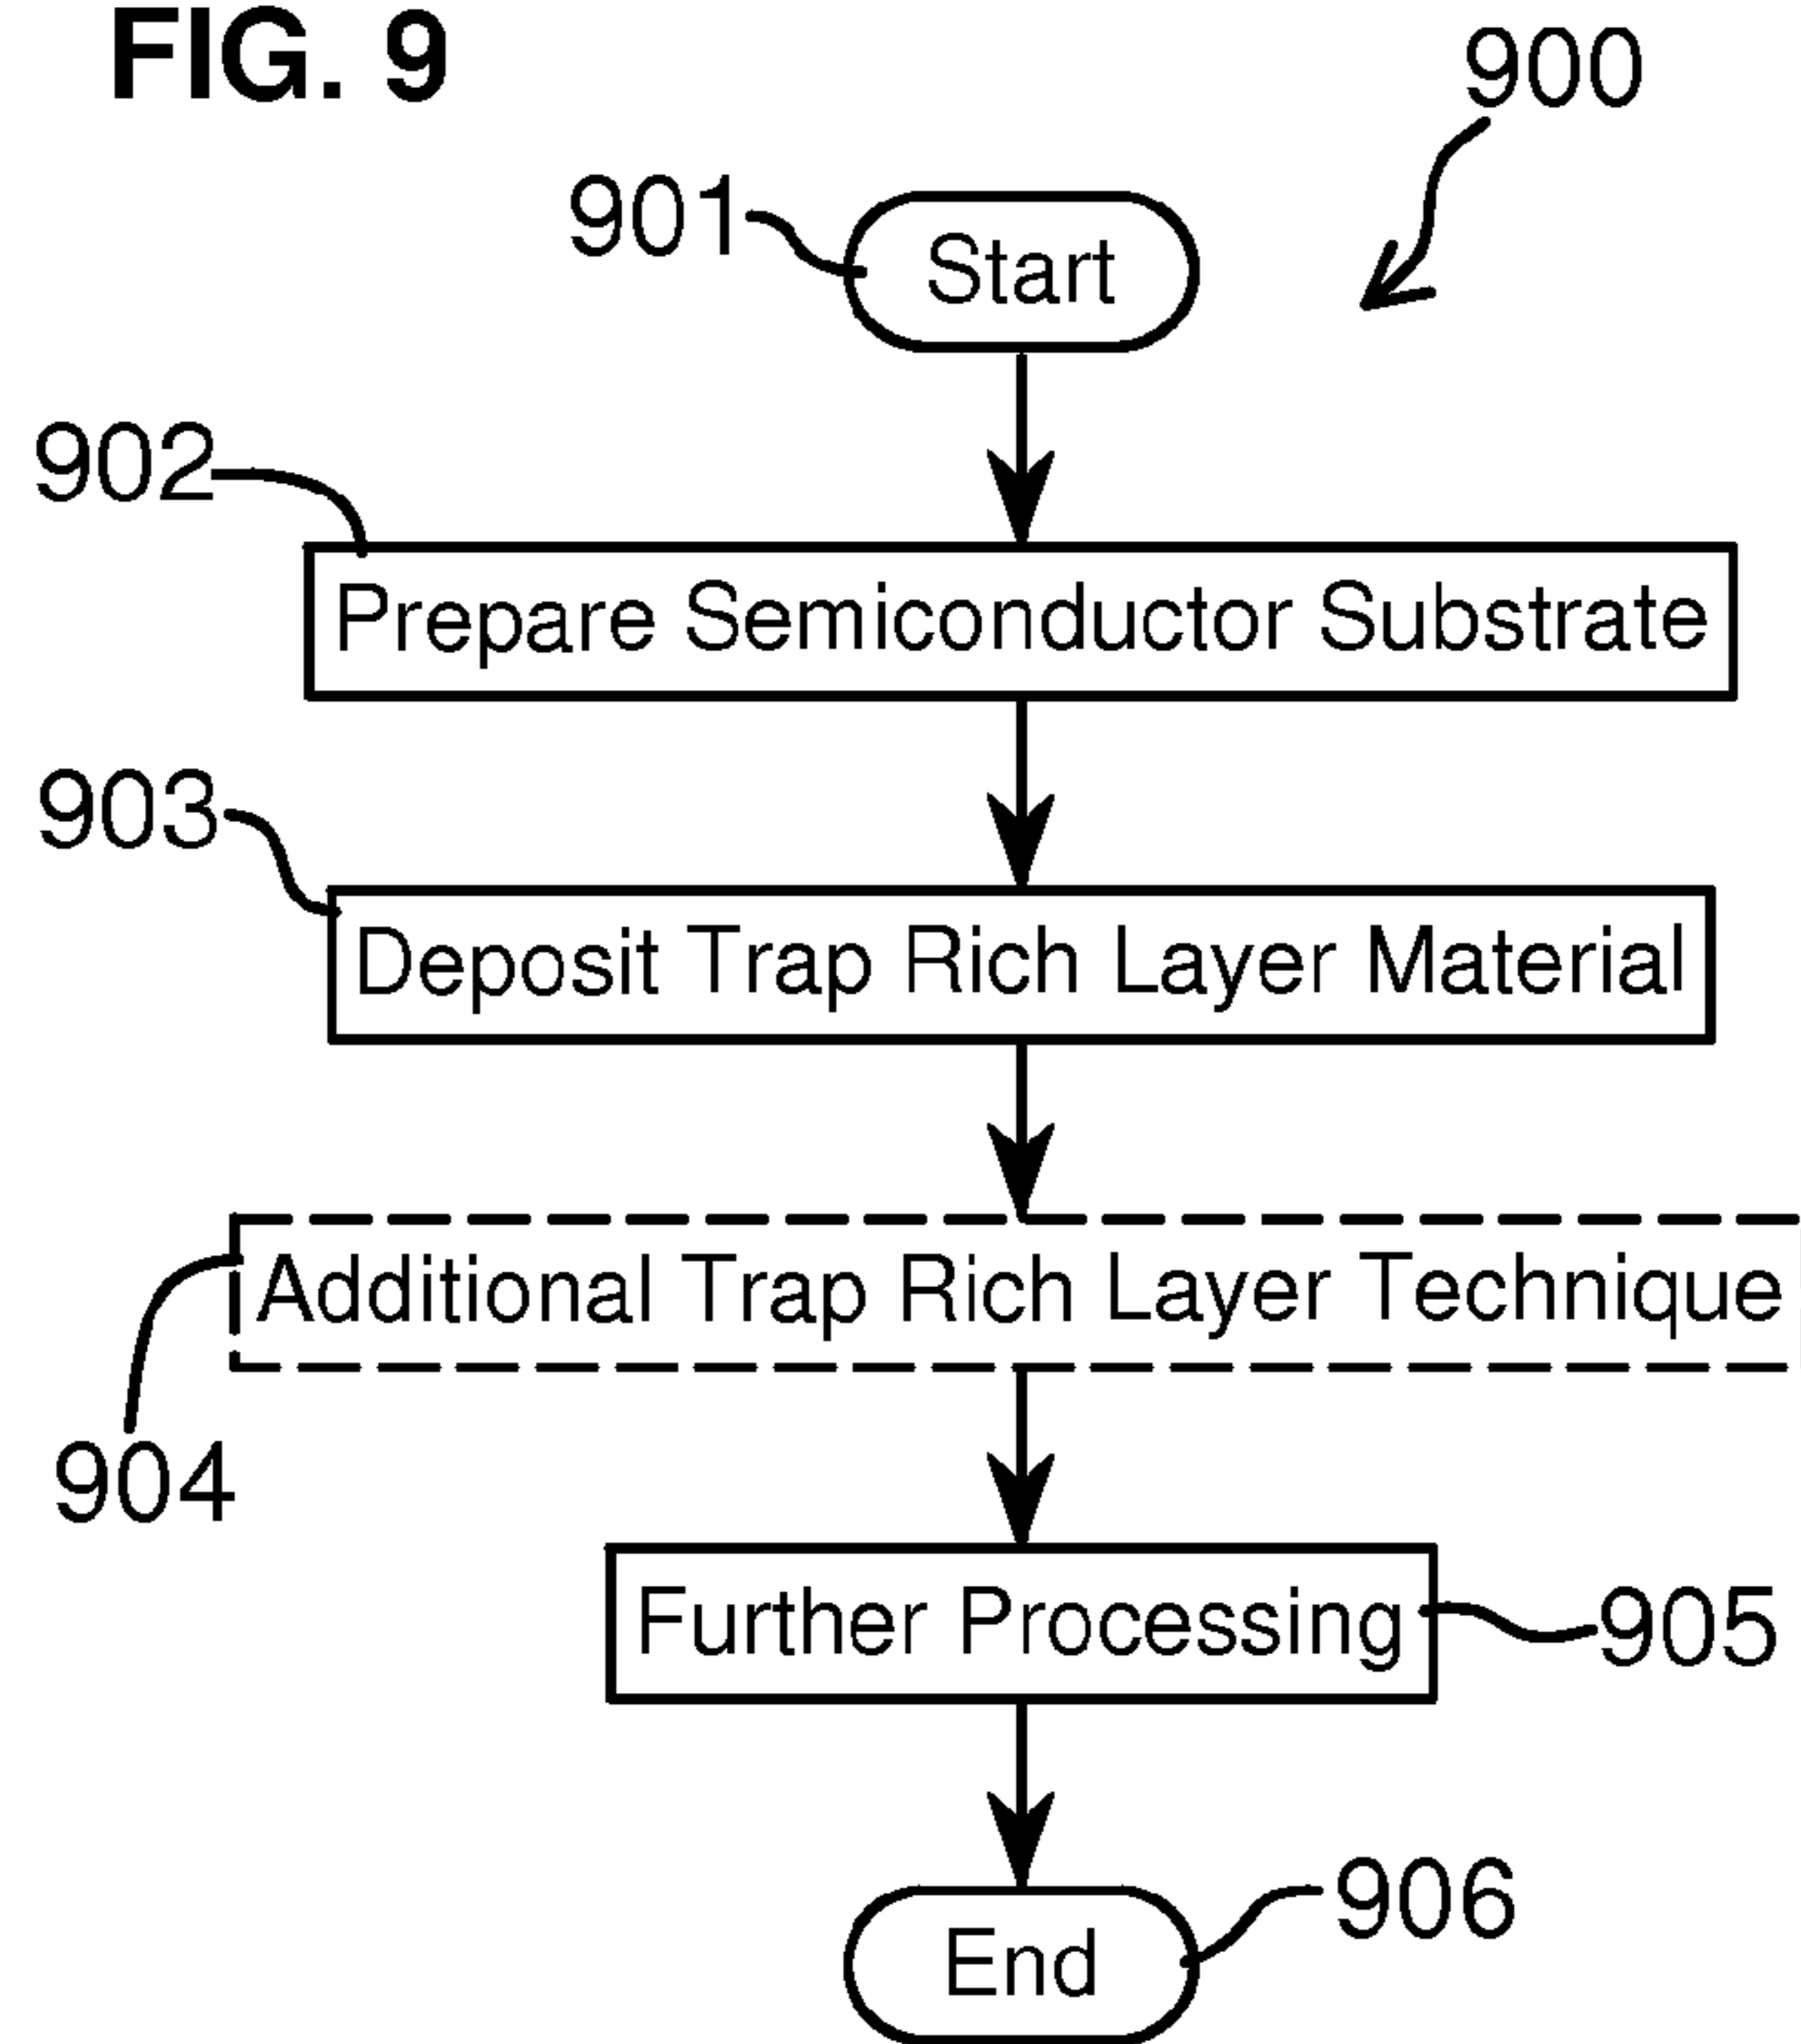 FIG. 9
900
901
Start
902
Prepare Semiconductor Substrate
903
Deposit Trap Rich Layer Material
Additional Trap Rich Layer Technique
904
Further Processing
905
906
End